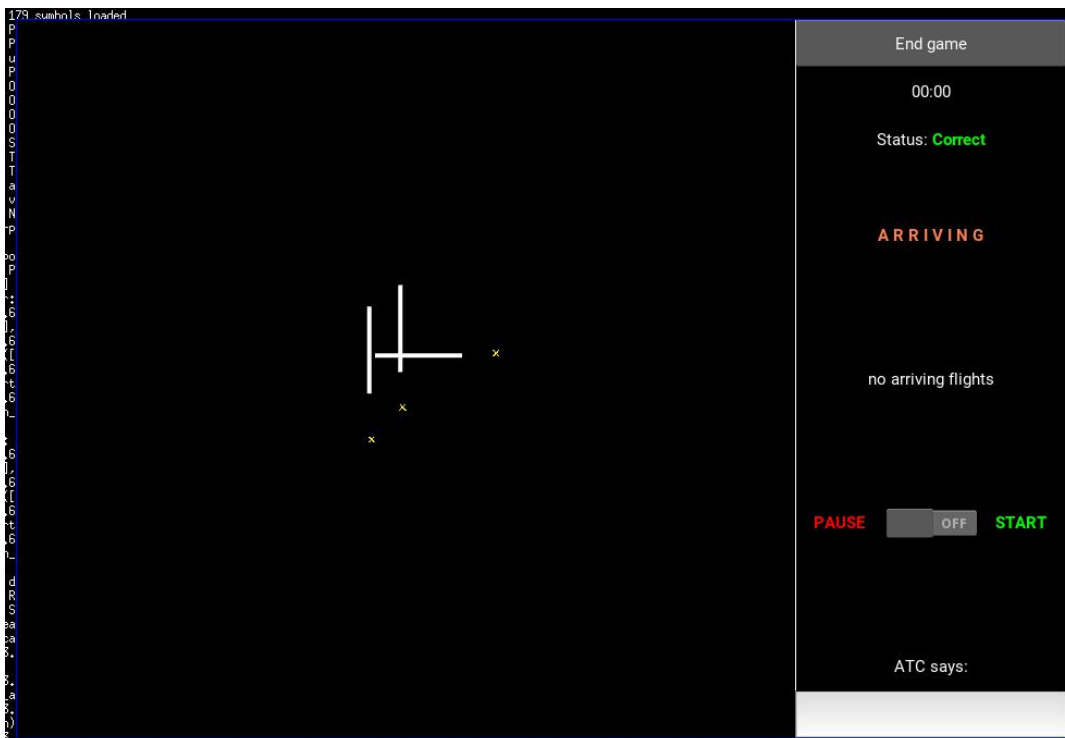 179 symbols loaded
End game
00:00
Status: Correct
ARRIVING
no arriving flights
PAUSE OFF START
ATC says: